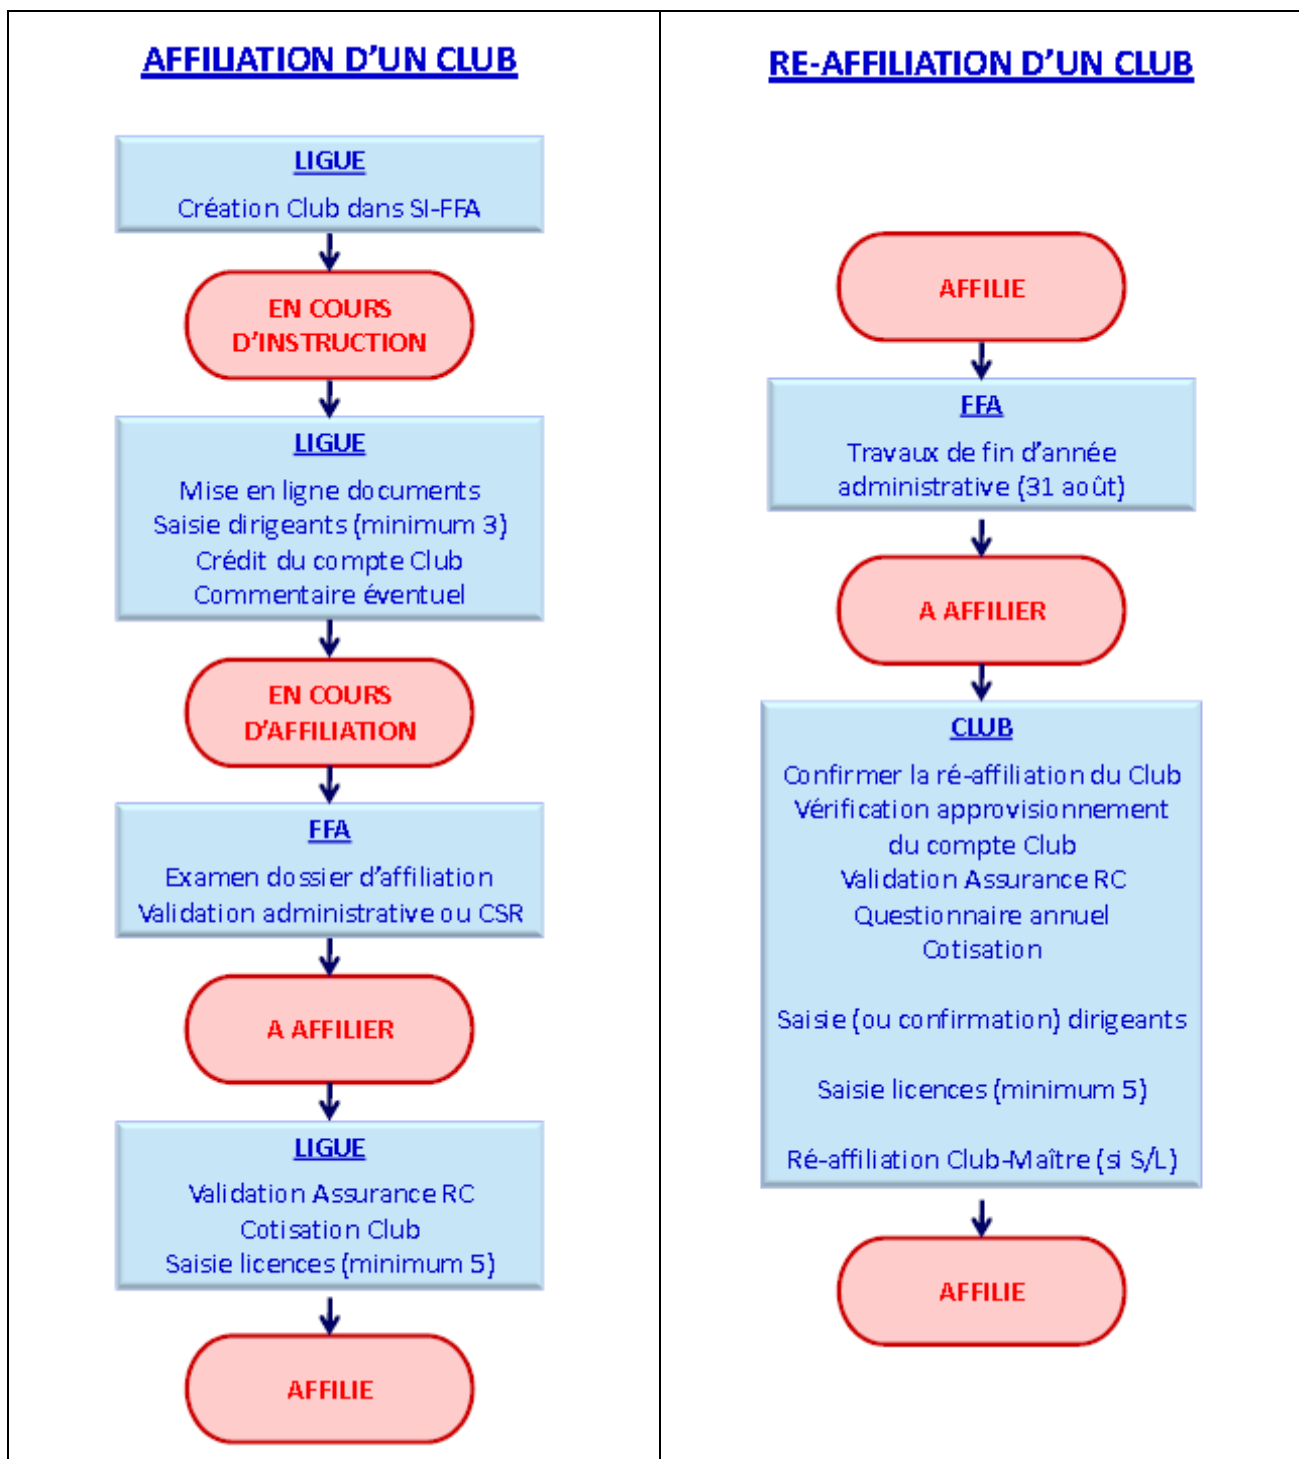 AFFILIATION D'UN CLUB
LIGUE
Création Club dans SI-FFA
EN COURS
D'INSTRUCTION
LIGUE
Mise en ligne documents
Saisie dirigeants (minimum 3)
Crédit du compte Club
Commentaire éventuel
EN COURS
D'AFFILIATION
FFA
Examen dossier d'affiliation
Validation administrative ou CSR
A AFFILIER
LIGUE
Validation Assurance RC
Cotisation Club
Saisie licences (minimum 5)
AFFILIE
RE-AFFILIATION D'UN CLUB
AFFILIE
FFA
Travaux de fin d'année
administrative (31 août)
A AFFILIER
CLUB
Confirmer la ré-affiliation du Club
Vérification approvisionnement
du compte Club
Validation Assurance RC
Questionnaire annuel
Cotisation
Saisie (ou confirmation) dirigeants
Saisie licences (minimum 5)
Ré-affiliation Club-Maître (si S/L)
AFFILIE